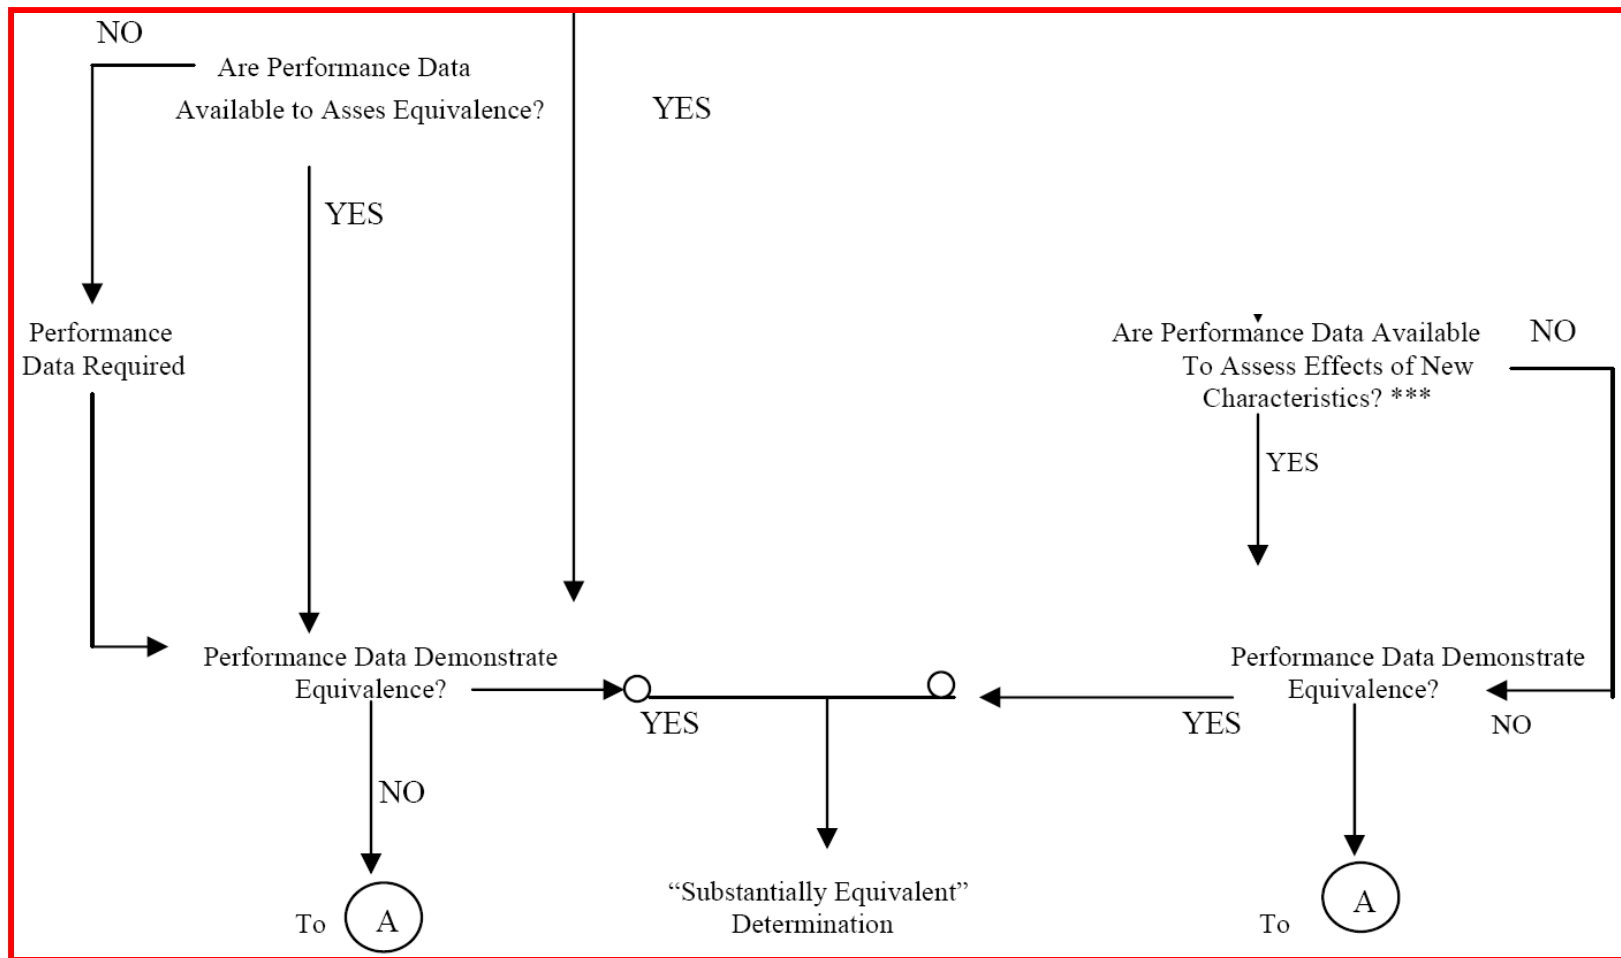 NO
Are Performance Data
Available to Asses Equivalence?
YES
YES
Performance
Data Required
Are Performance Data Available
To Assess Effects of New
Characteristics? ***
NO
YES
Performance Data Demonstrate
Equivalence?
YES
NO
Performance Data Demonstrate
Equivalence?
YES
NO
To A
“Substantially Equivalent”
Determination
To A